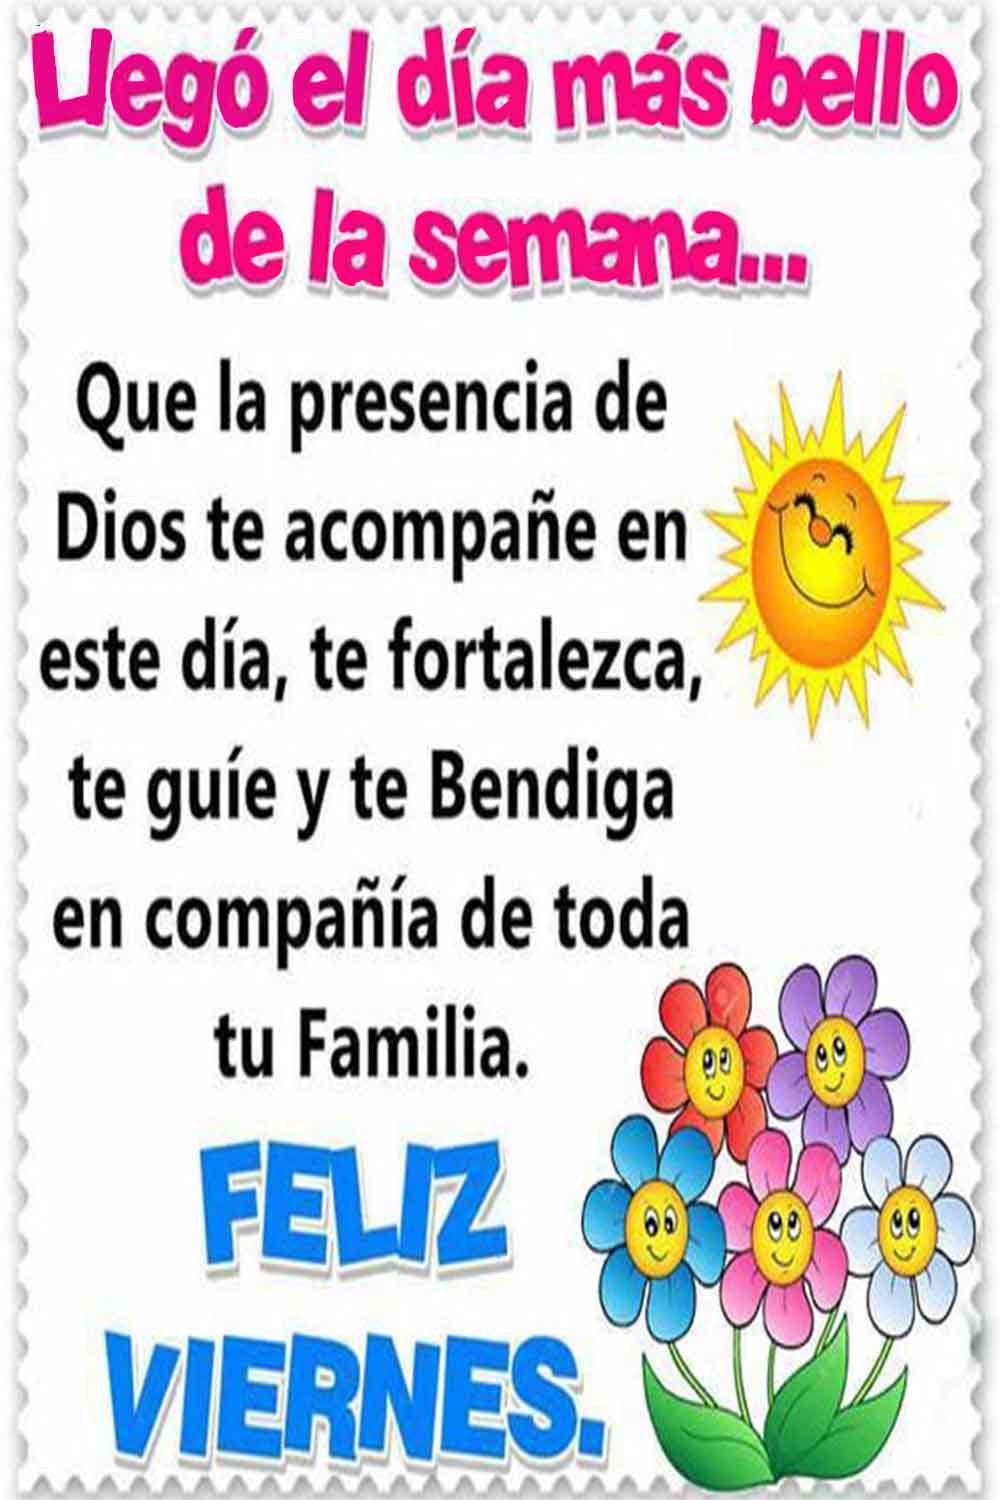 Llegó el día más bello
de la semana...
Que la presencia de
Dios te acompañe en
este día, te fortalezca,
te guíe y te Bendiga
en compañía de toda
tu Familia.
FELIZ
VIERNES.